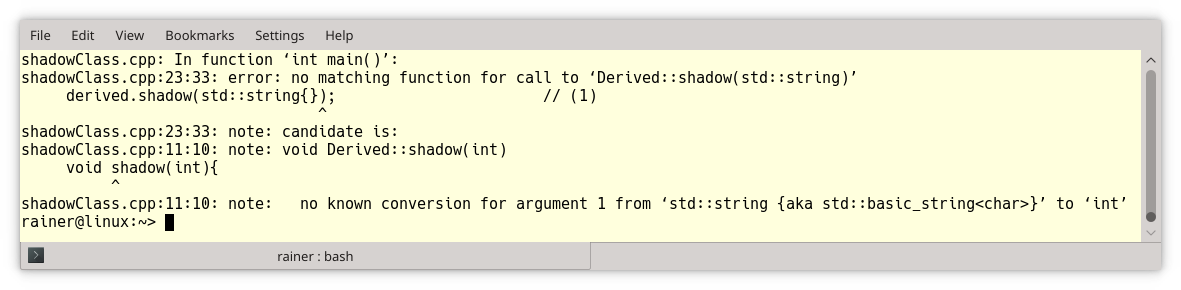 File Edit View Bookmarks Settings Help
shadowClass.cpp: In function ‘int main()’:
shadowClass.cpp:23:33: error: no matching function for call to ‘Derived::shadow(std::string)’
     derived.shadow(std::string{});                       // (1)
                                 ^
shadowClass.cpp:23:33: note: candidate is:
shadowClass.cpp:11:10: note: void Derived::shadow(int)
     void shadow(int){
          ^
shadowClass.cpp:11:10: note:   no known conversion for argument 1 from ‘std::string {aka std::basic_string<char>}’ to ‘int’
rainer@linux:~>
rainer : bash